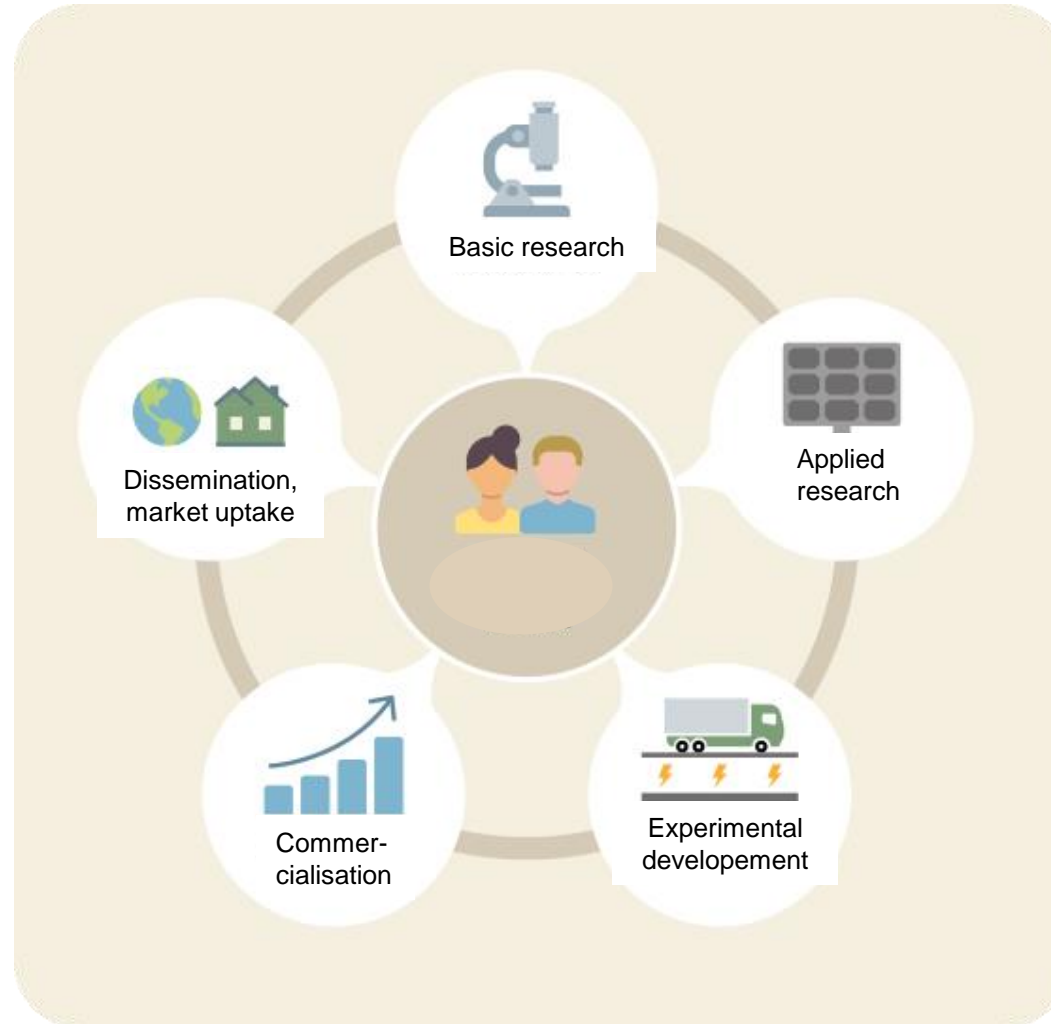 Basic research
Applied
research
Experimental
developement
Commer-
cialisation
Dissemination,
market uptake